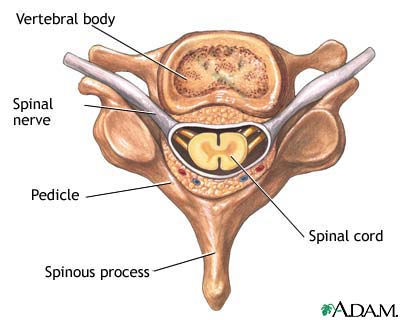 Vertebral body
Spinal
nerve
Pedicle
Spinal cord
Spinous process
A.D.A.M.